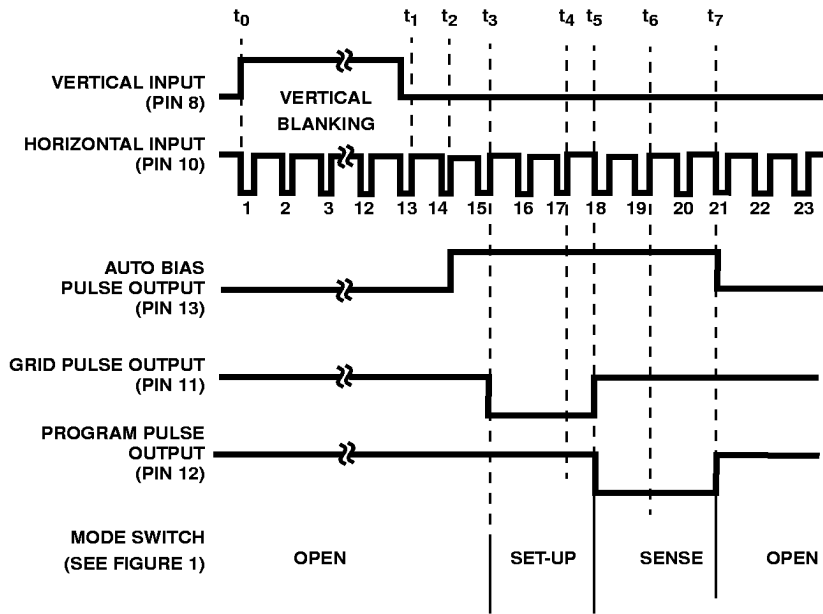 t0 t1 t2 t3 t4 t5 t6 t7
VERTICAL INPUT
(PIN 8)
VERTICAL
BLANKING
HORIZONTAL INPUT
(PIN 10)
1 2 3 12 13 14 15 16 17 18 19 20 21 22 23
AUTO BIAS
PULSE OUTPUT
(PIN 13)
GRID PULSE OUTPUT
(PIN 11)
PROGRAM PULSE
OUTPUT
(PIN 12)
MODE SWITCH
(SEE FIGURE 1)
OPEN SET-UP SENSE OPEN